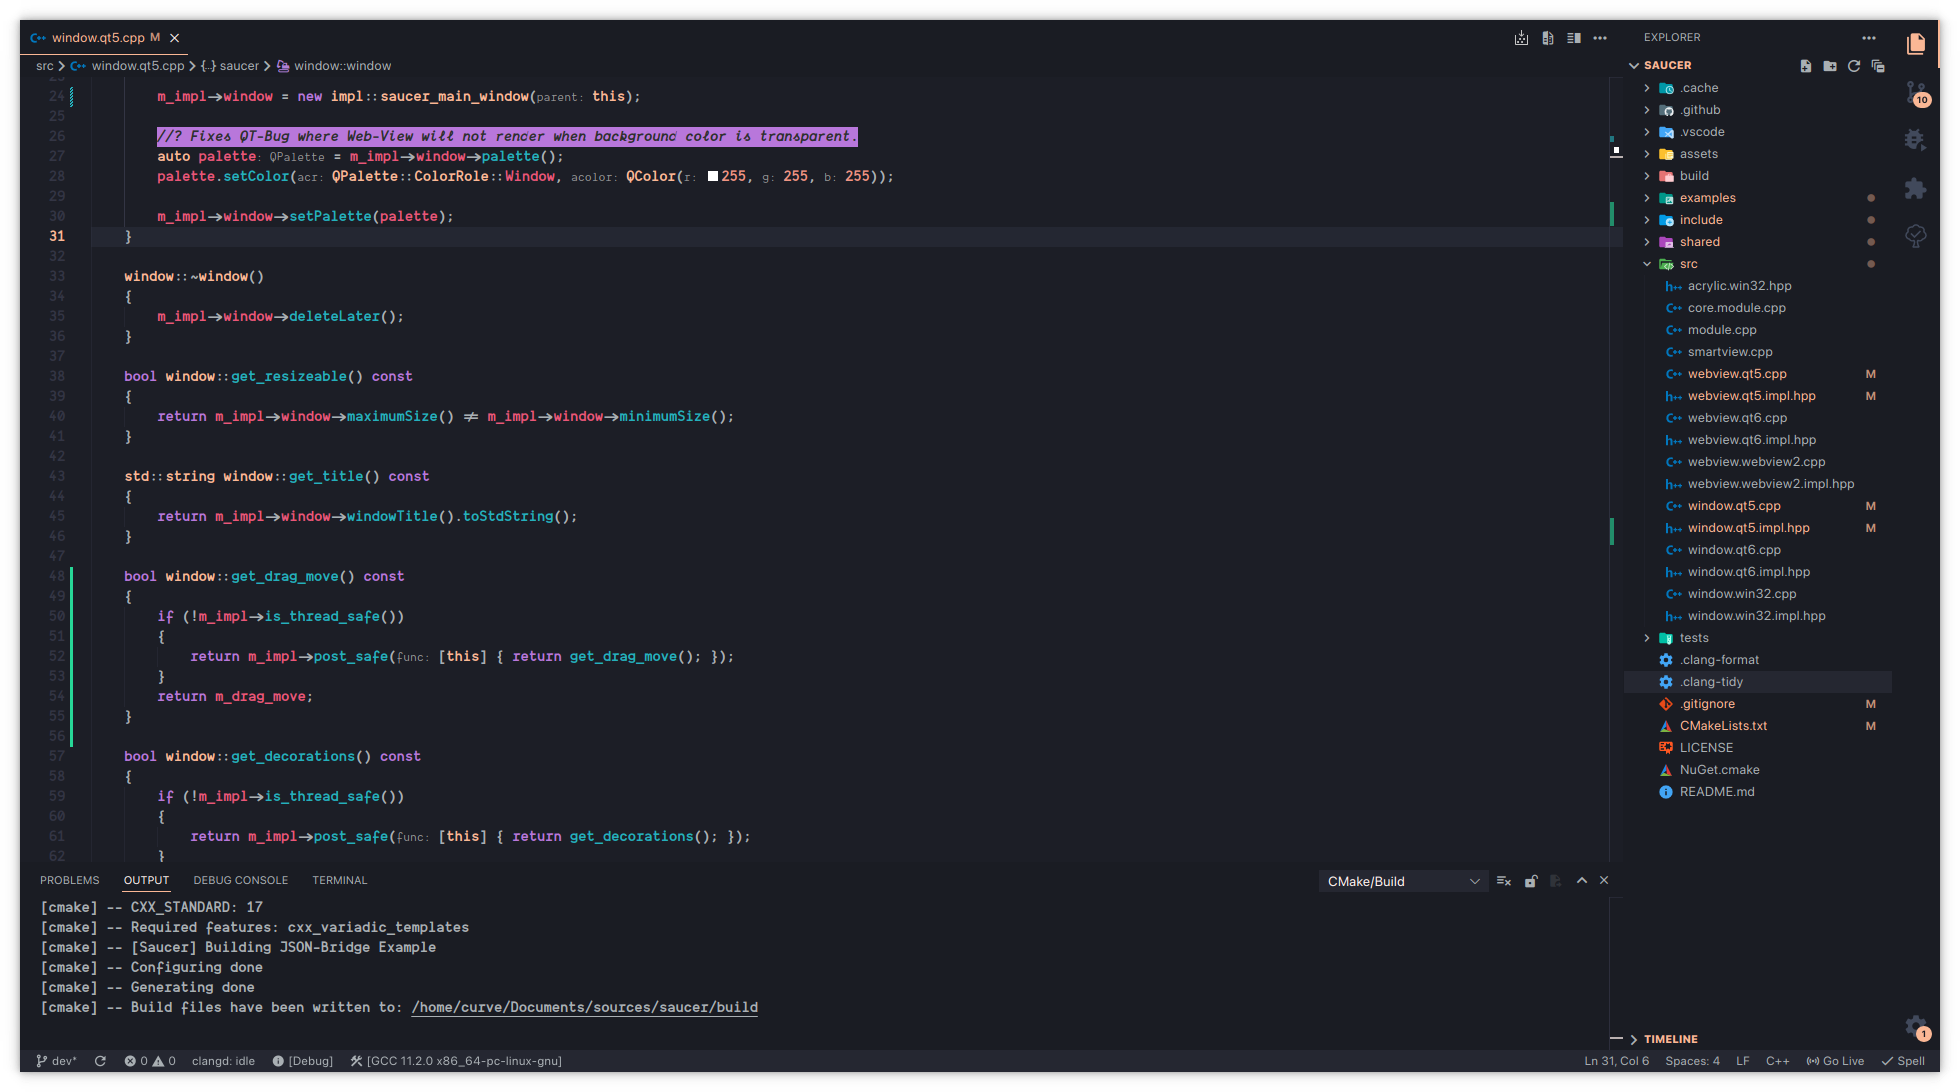 window.qt5.cpp M
src > window.qt5.cpp > {..} saucer > window::window
23
24 m_impl->window = new impl::saucer_main_window(parent: this);
25
26 //? Fixes QT-Bug where Web-View will not render when background color is transparent.
27 auto palette: QPalette = m_impl->window->palette();
28 palette.setColor(acr: QPalette::ColorRole::Window, acolor: QColor(r: 255, g: 255, b: 255));
29
30 m_impl->window->setPalette(palette);
31 }
32
33 window::~window()
34 {
35 m_impl->window->deleteLater();
36 }
37
38 bool window::get_resizeable() const
39 {
40 return m_impl->window->maximumSize() != m_impl->window->minimumSize();
41 }
42
43 std::string window::get_title() const
44 {
45 return m_impl->window->windowTitle().toStdString();
46 }
47
48 bool window::get_drag_move() const
49 {
50 if (!m_impl->is_thread_safe())
51 {
52 return m_impl->post_safe(func: [this] { return get_drag_move(); });
53 }
54 return m_drag_move;
55 }
56
57 bool window::get_decorations() const
58 {
59 if (!m_impl->is_thread_safe())
60 {
61 return m_impl->post_safe(func: [this] { return get_decorations(); });
62 }
PROBLEMS OUTPUT DEBUG CONSOLE TERMINAL
CMake/Build
[cmake] -- CXX_STANDARD: 17
[cmake] -- Required features: cxx_variadic_templates
[cmake] -- [Saucer] Building JSON-Bridge Example
[cmake] -- Configuring done
[cmake] -- Generating done
[cmake] -- Build files have been written to: /home/curve/Documents/sources/saucer/build
EXPLORER
SAUCER
.cache
.github
.vscode
assets
build
examples
include
shared
src
h++ acrylic.win32.hpp
C++ core.module.cpp
C++ module.cpp
C++ smartview.cpp
C++ webview.qt5.cpp M
h++ webview.qt5.impl.hpp M
C++ webview.qt6.cpp
h++ webview.qt6.impl.hpp
C++ webview.webview2.cpp
h++ webview.webview2.impl.hpp
C++ window.qt5.cpp M
h++ window.qt5.impl.hpp M
C++ window.qt6.cpp
h++ window.qt6.impl.hpp
C++ window.win32.cpp
h++ window.win32.impl.hpp
tests
.clang-format
.clang-tidy
.gitignore M
CMakeLists.txt M
LICENSE
NuGet.cmake
README.md
TIMELINE
10
1
dev* 0 0 clangd: idle [Debug] [GCC 11.2.0 x86_64-pc-linux-gnu]
Ln 31, Col 6 Spaces: 4 LF C++ Go Live Spell